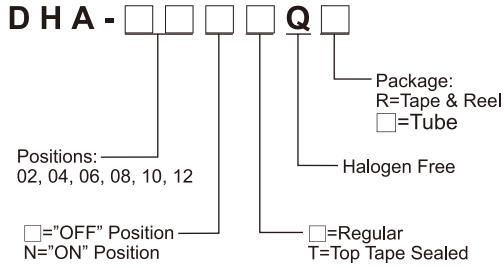 DHA-□□□□Q□
Package:
R=Tape & Reel
□=Tube
Positions:
02, 04, 06, 08, 10, 12
Halogen Free
□="OFF" Position
N="ON" Position
□=Regular
T=Top Tape Sealed